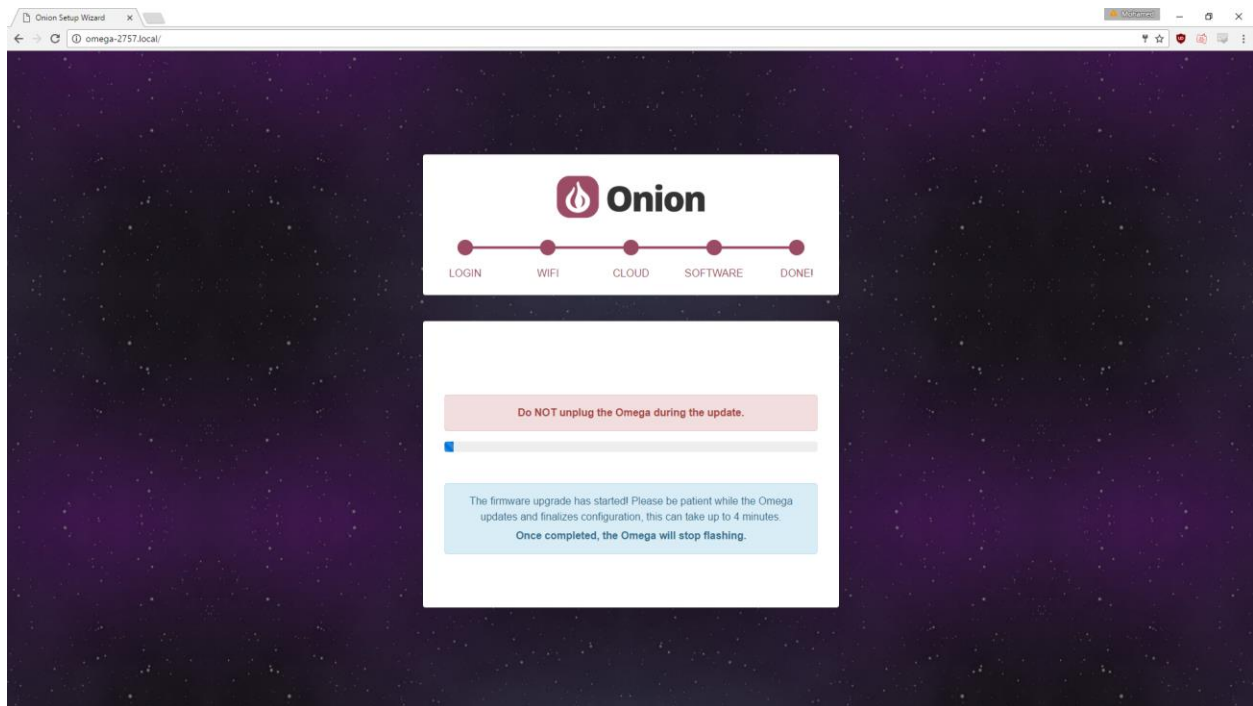 Onion Setup Wizard
Mohamed
omega-2757.local/
Onion
LOGIN WIFI CLOUD SOFTWARE DONE!
Do NOT unplug the Omega during the update.
The firmware upgrade has started! Please be patient while the Omega
updates and finalizes configuration, this can take up to 4 minutes.
Once completed, the Omega will stop flashing.